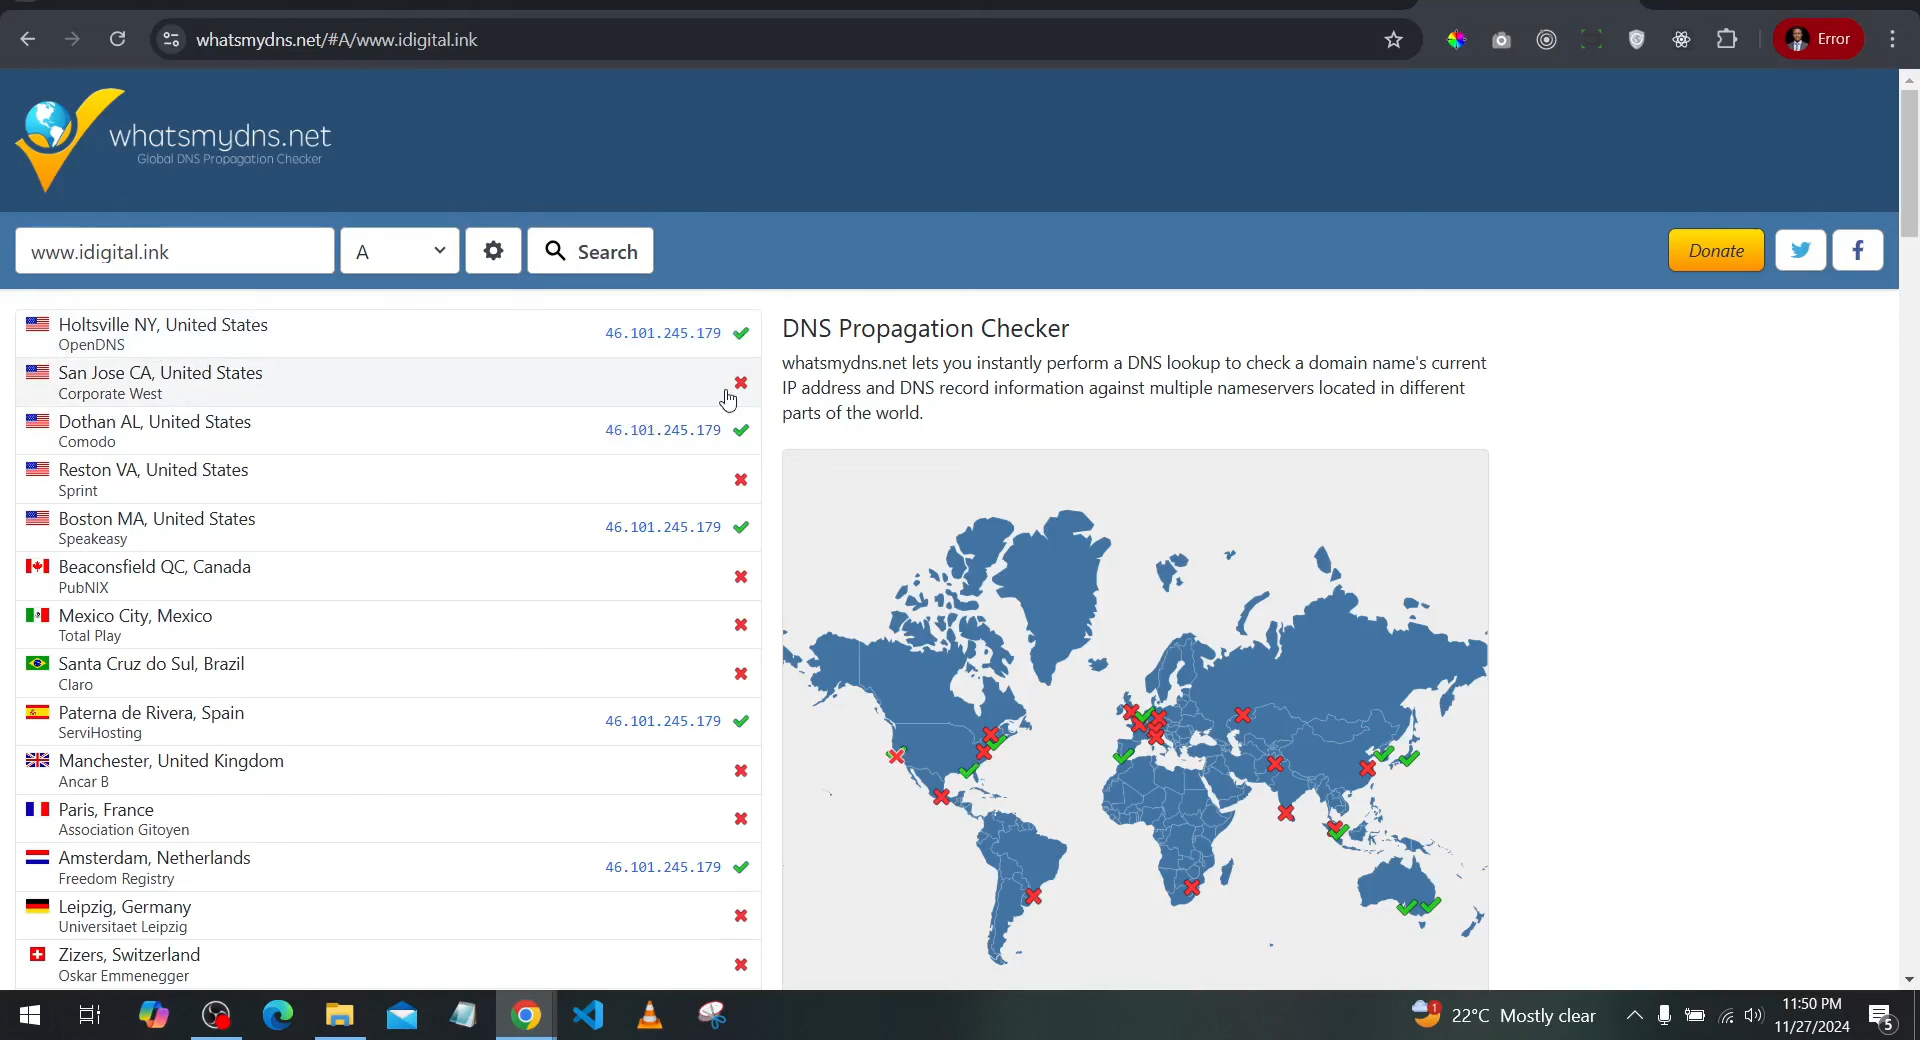 whatsmydns.net/#A/www.idigital.ink
Error
whatsmydns.net
Global DNS Propagation Checker
www.idigital.ink
A
Search
Donate
Holtsville NY, United States
OpenDNS
46.101.245.179
San Jose CA, United States
Corporate West
Dothan AL, United States
Comodo
46.101.245.179
Reston VA, United States
Sprint
Boston MA, United States
Speakeasy
46.101.245.179
Beaconsfield QC, Canada
PubNIX
Mexico City, Mexico
Total Play
Santa Cruz do Sul, Brazil
Claro
Paterna de Rivera, Spain
ServiHosting
46.101.245.179
Manchester, United Kingdom
Ancar B
Paris, France
Association Gitoyen
Amsterdam, Netherlands
Freedom Registry
46.101.245.179
Leipzig, Germany
Universitaet Leipzig
Zizers, Switzerland
Oskar Emmenegger
DNS Propagation Checker
whatsmydns.net lets you instantly perform a DNS lookup to check a domain name's current
IP address and DNS record information against multiple nameservers located in different
parts of the world.
1
22°C Mostly clear
11:50 PM
11/27/2024
5